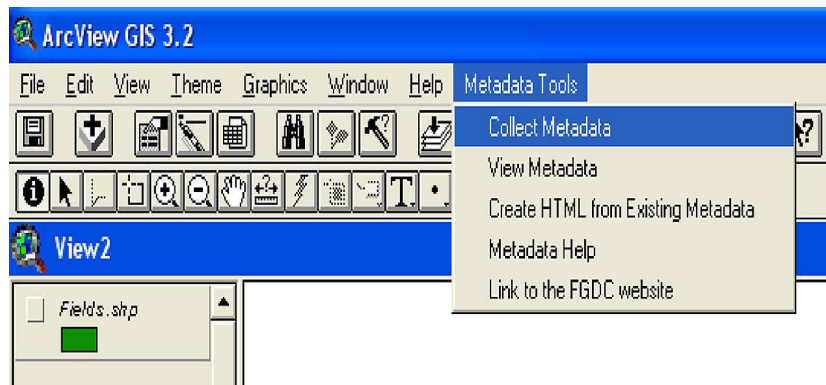 ArcView GIS 3.2
File Edit View Theme Graphics Window Help Metadata Tools
Collect Metadata
View Metadata
Create HTML from Existing Metadata
Metadata Help
Link to the FGDC website
View2
Fields.shp